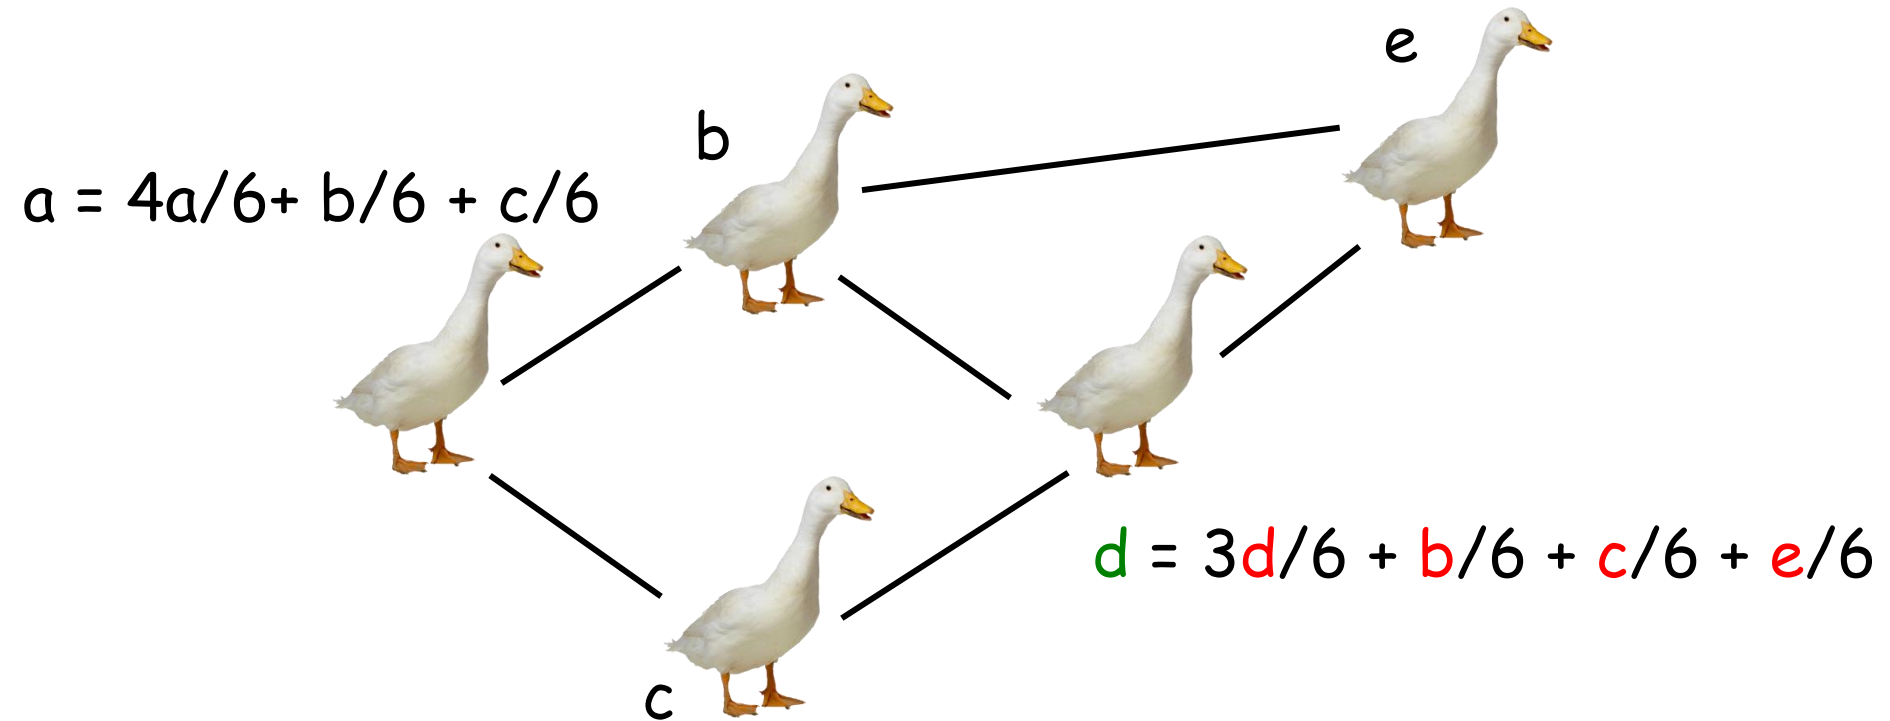 e
b
a = 4a/6+ b/6 + c/6
d = 3d/6 + b/6 + c/6 + e/6
c